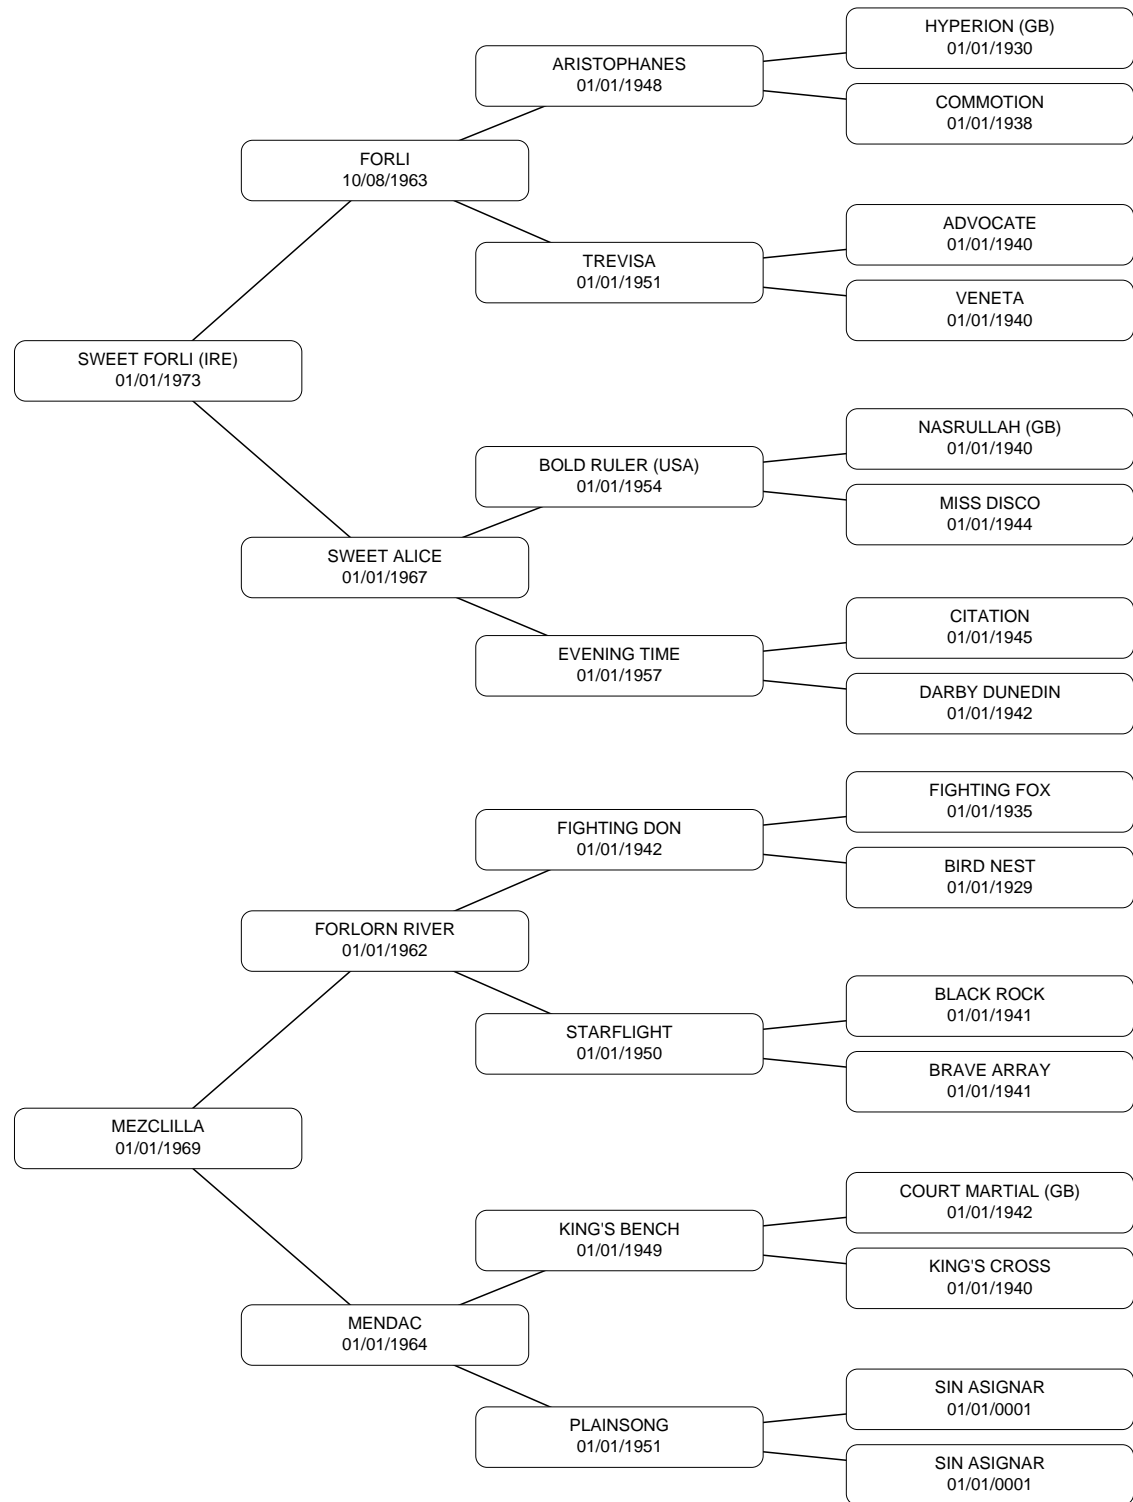 HYPERION (GB)
01/01/1930
ARISTOPHANES
01/01/1948
COMMOTION
01/01/1938
FORLI
10/08/1963
ADVOCATE
01/01/1940
TREVISA
01/01/1951
VENETA
01/01/1940
SWEET FORLI (IRE)
01/01/1973
NASRULLAH (GB)
01/01/1940
BOLD RULER (USA)
01/01/1954
MISS DISCO
01/01/1944
SWEET ALICE
01/01/1967
CITATION
01/01/1945
EVENING TIME
01/01/1957
DARBY DUNEDIN
01/01/1942
FIGHTING FOX
01/01/1935
FIGHTING DON
01/01/1942
BIRD NEST
01/01/1929
FORLORN RIVER
01/01/1962
BLACK ROCK
01/01/1941
STARFLIGHT
01/01/1950
BRAVE ARRAY
01/01/1941
MEZCLILLA
01/01/1969
COURT MARTIAL (GB)
01/01/1942
KING'S BENCH
01/01/1949
KING'S CROSS
01/01/1940
MENDAC
01/01/1964
SIN ASIGNAR
01/01/0001
PLAINSONG
01/01/1951
SIN ASIGNAR
01/01/0001